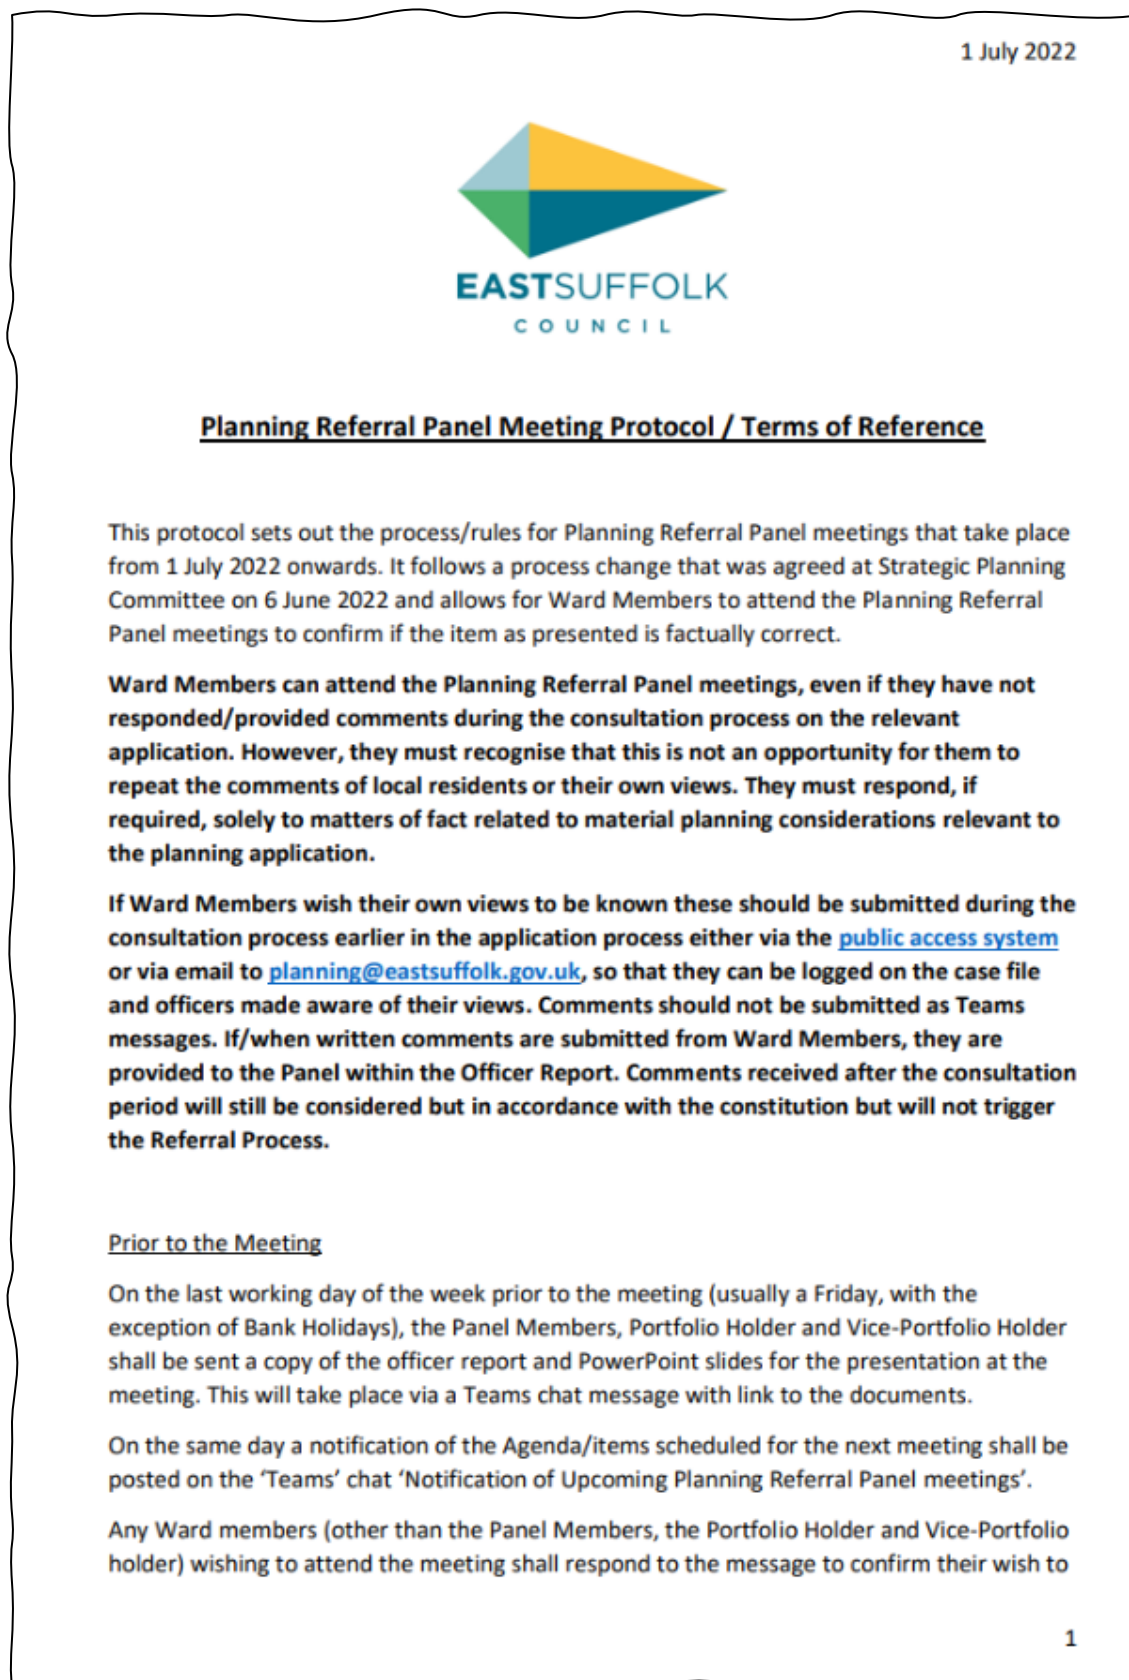 1 July 2022
EASTSUFFOLK
COUNCIL
Planning Referral Panel Meeting Protocol / Terms of Reference
This protocol sets out the process/rules for Planning Referral Panel meetings that take place
from 1 July 2022 onwards. It follows a process change that was agreed at Strategic Planning
Committee on 6 June 2022 and allows for Ward Members to attend the Planning Referral
Panel meetings to confirm if the item as presented is factually correct.
Ward Members can attend the Planning Referral Panel meetings, even if they have not
responded/provided comments during the consultation process on the relevant
application. However, they must recognise that this is not an opportunity for them to
repeat the comments of local residents or their own views. They must respond, if
required, solely to matters of fact related to material planning considerations relevant to
the planning application.
If Ward Members wish their own views to be known these should be submitted during the
consultation process earlier in the application process either via the public access system
or via email to planning@eastsuffolk.gov.uk, so that they can be logged on the case file
and officers made aware of their views. Comments should not be submitted as Teams
messages. If/when written comments are submitted from Ward Members, they are
provided to the Panel within the Officer Report. Comments received after the consultation
period will still be considered but in accordance with the constitution but will not trigger
the Referral Process.
Prior to the Meeting
On the last working day of the week prior to the meeting (usually a Friday, with the
exception of Bank Holidays), the Panel Members, Portfolio Holder and Vice-Portfolio Holder
shall be sent a copy of the officer report and PowerPoint slides for the presentation at the
meeting. This will take place via a Teams chat message with link to the documents.
On the same day a notification of the Agenda/items scheduled for the next meeting shall be
posted on the ‘Teams’ chat ‘Notification of Upcoming Planning Referral Panel meetings’.
Any Ward members (other than the Panel Members, the Portfolio Holder and Vice-Portfolio
holder) wishing to attend the meeting shall respond to the message to confirm their wish to
1